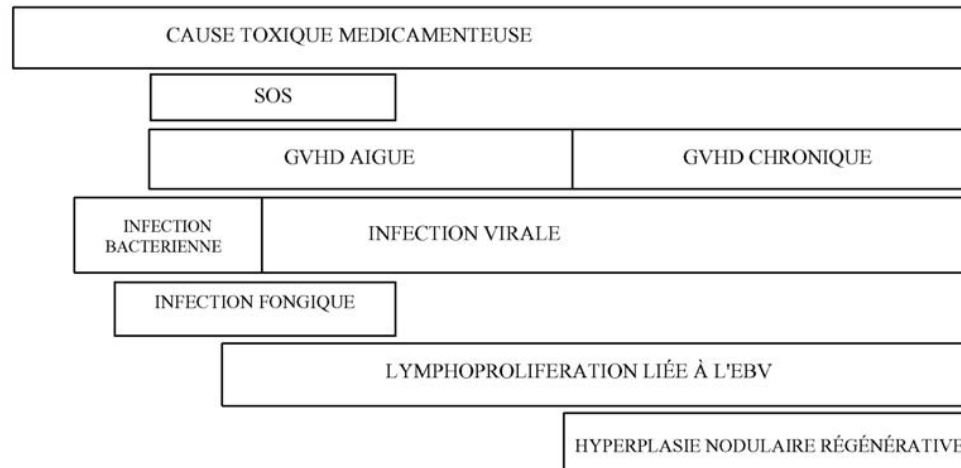 CAUSE TOXIQUE MEDICAMENTEUSE
SOS
GVHD AIGUE
GVHD CHRONIQUE
INFECTION
BACTERIENNE
INFECTION VIRALE
INFECTION FONGIQUE
LYMPHOPROLIFERATION LIÉE À L'EBV
HYPERPLASIE NODULAIRE RÉGÉNÉRATIVE